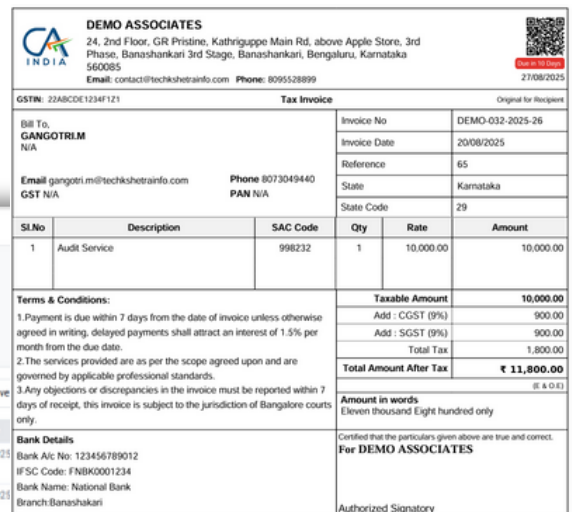 DEMO ASSOCIATES
24, 2nd Floor, GR Pristine, Kathriguppe Main Rd, above Apple Store, 3rd
Phase, Banashankari 3rd Stage, Banashankari, Bengaluru, Karnataka
560085
Email: contact@techkshetrainfo.com Phone: 8095528899
CA
INDIA
Due in 10 Days
27/08/2025
GSTIN: 22ABCDE1234F1Z1 Tax Invoice Original for Recipient
Bill To,
GANGOTRI.M
N/A
Email gangotri.m@techkshetrainfo.com Phone 8073049440
GST N/A PAN N/A
Invoice No DEMO-032-2025-26
Invoice Date 20/08/2025
Reference 65
State Karnataka
State Code 29
Sl.No Description SAC Code Qty Rate Amount
1 Audit Service 998232 1 10,000.00 10,000.00
Terms & Conditions:
1.Payment is due within 7 days from the date of invoice unless otherwise
agreed in writing, delayed payments shall attract an interest of 1.5% per
month from the due date.
2.The services provided are as per the scope agreed upon and are
governed by applicable professional standards.
3.Any objections or discrepancies in the invoice must be reported within 7
days of receipt, this invoice is subject to the jurisdiction of Bangalore courts
only.
Taxable Amount 10,000.00
Add : CGST (9%) 900.00
Add : SGST (9%) 900.00
Total Tax 1,800.00
Total Amount After Tax ₹ 11,800.00
(E & O.E)
Amount in words
Eleven thousand Eight hundred only
Bank Details
Bank A/c No: 123456789012
IFSC Code: FNBK0001234
Bank Name: National Bank
Branch:Banashakari
Certified that the particulars given above are true and correct.
For DEMO ASSOCIATES
Authorized Signatory